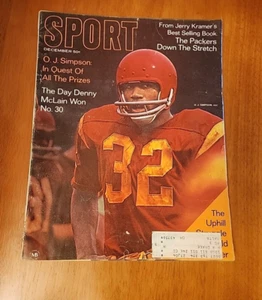 SPORT
DECEMBER 50¢
From Jerry Kramer's
Best Selling Book
The Packers
Down The Stretch
O J Simpson:
In Quest Of
All The Prizes
The Day Denny
McLain Won
No. 30
O. J. SIMPSON
32
The
Uphill